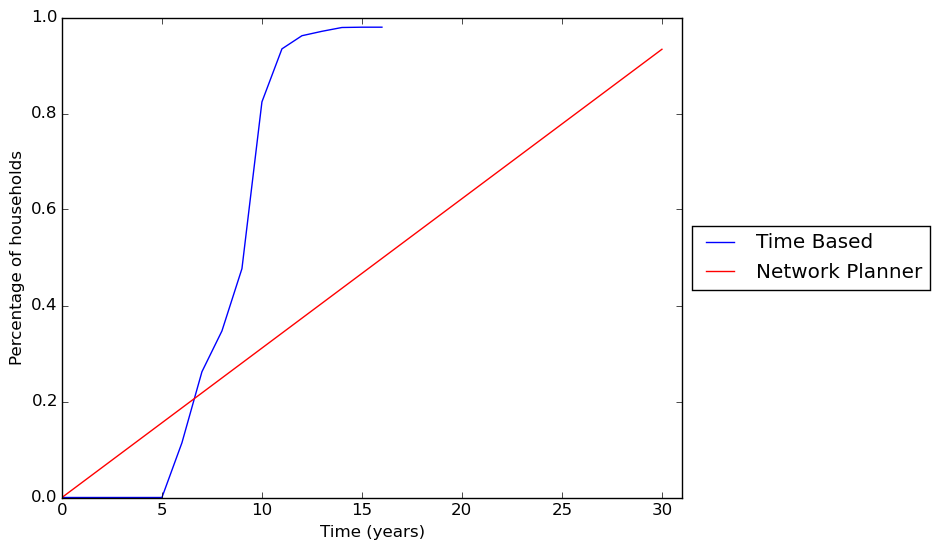 1.0
0.8
0.6
0.4
0.2
0.0
Percentage of households
0 5 10 15 20 25 30
Time (years)
Time Based
Network Planner